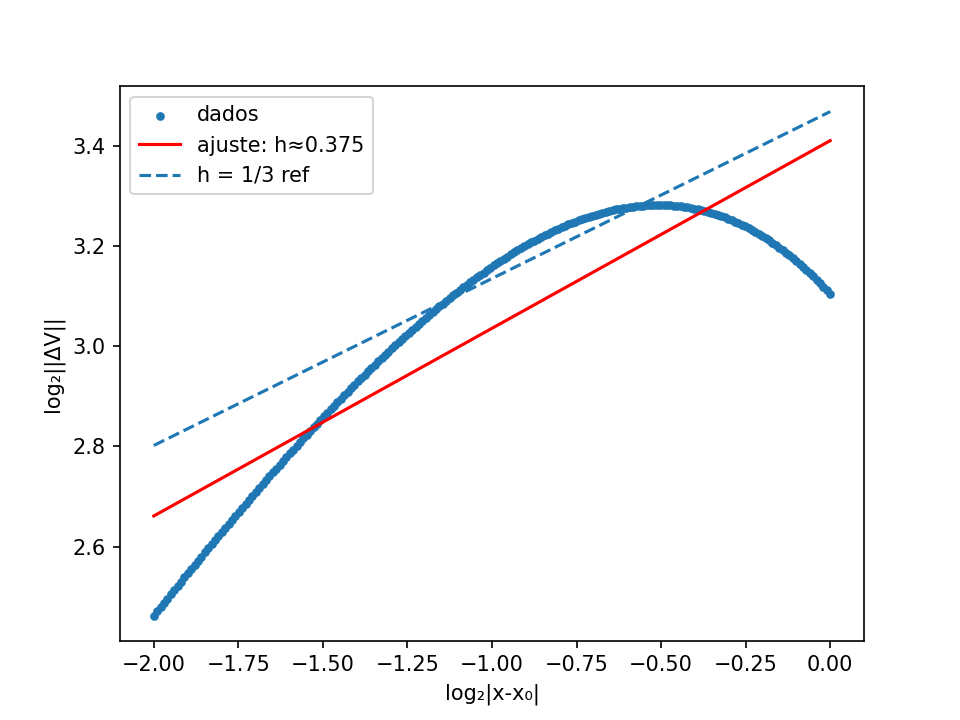 dados
ajuste: h≈0.375
h = 1/3 ref
3.4
3.2
3.0
2.8
2.6
log₂||ΔV||
−2.00 −1.75 −1.50 −1.25 −1.00 −0.75 −0.50 −0.25 0.00
log₂|x-x₀|